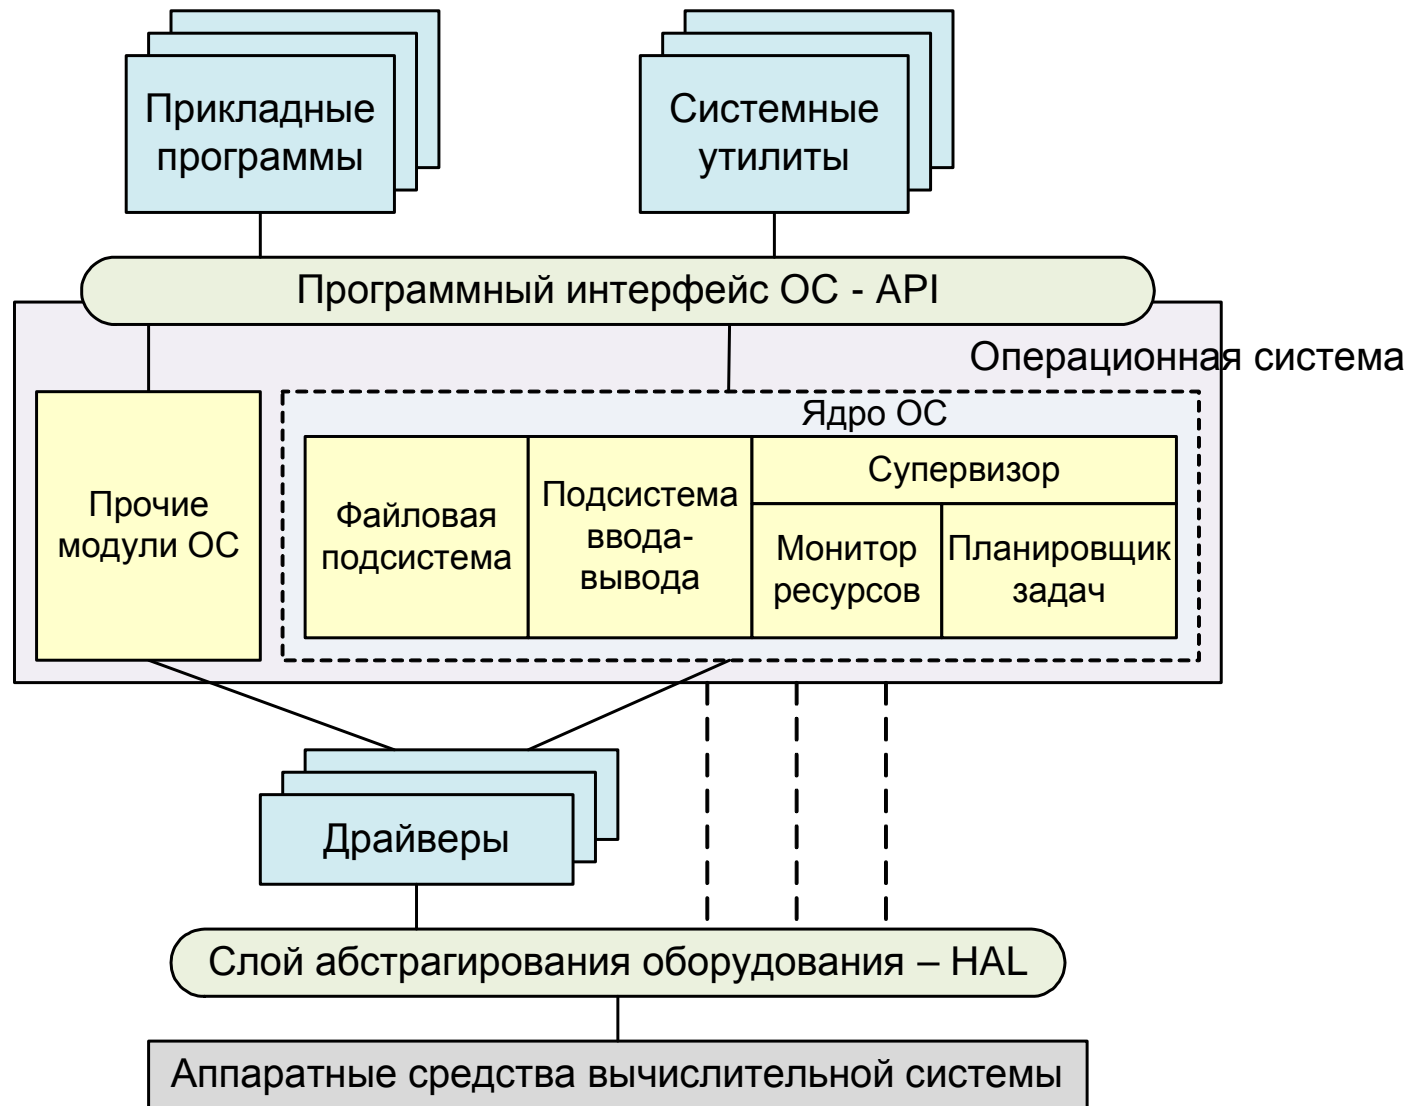 Прикладные
программы
Системные
утилиты
Программный интерфейс ОС - API
Операционная система
Ядро ОС
Прочие
модули ОС
Файловая
подсистема
Подсистема
ввода-
вывода
Супервизор
Монитор
ресурсов
Планировщик
задач
Драйверы
Слой абстрагирования оборудования – HAL
Аппаратные средства вычислительной системы